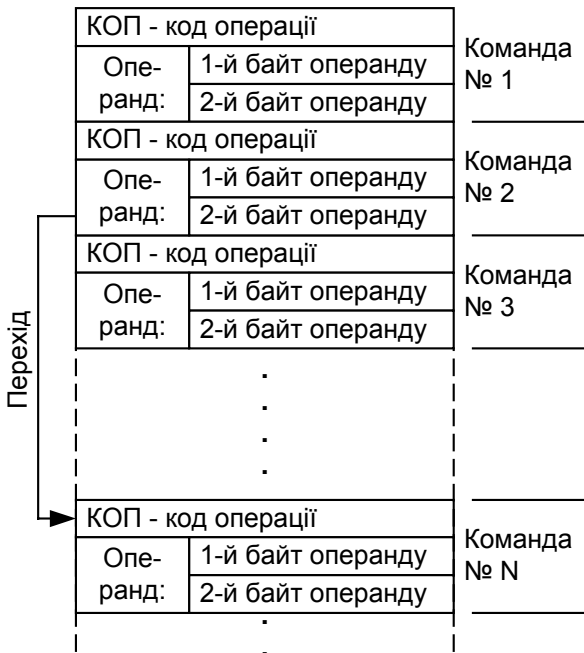 КОП - код операції
Опе-
ранд:
1-й байт операнду
2-й байт операнду
Команда
№ 1
КОП - код операції
Опе-
ранд:
1-й байт операнду
2-й байт операнду
Команда
№ 2
КОП - код операції
Опе-
ранд:
1-й байт операнду
2-й байт операнду
Команда
№ 3
Перехід
КОП - код операції
Опе-
ранд:
1-й байт операнду
2-й байт операнду
Команда
№ N